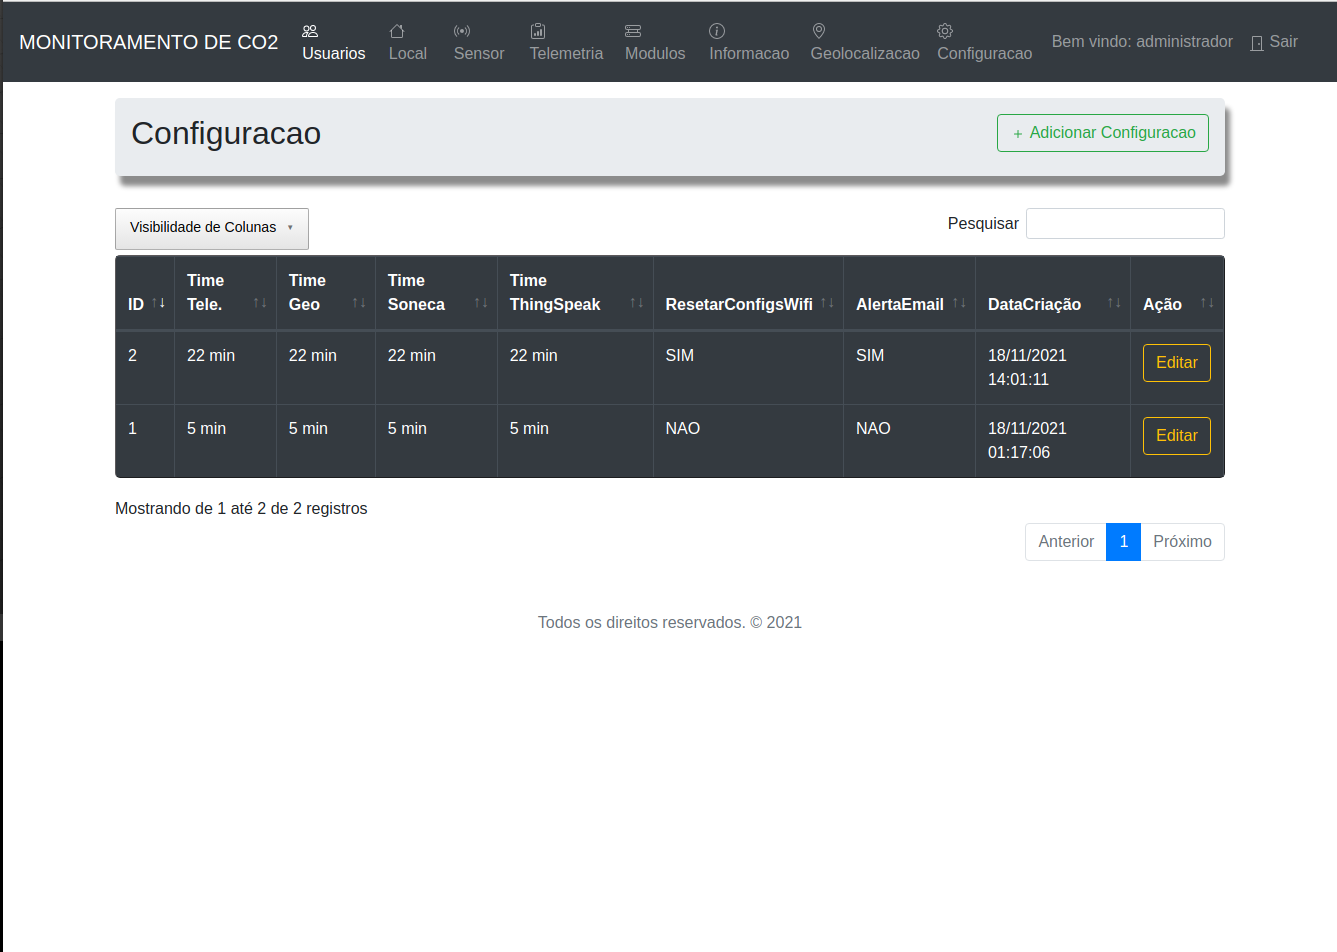 MONITORAMENTO DE CO2
Usuarios
Local
Sensor
Telemetria
Modulos
Informacao
Geolocalizacao
Configuracao
Bem vindo: administrador
Sair
Configuracao
+ Adicionar Configuracao
Visibilidade de Colunas
Pesquisar
ID
Time
Tele.
Time
Geo
Time
Soneca
Time
ThingSpeak
ResetarConfigsWifi
AlertaEmail
DataCriação
Ação
2
22 min
22 min
22 min
22 min
SIM
SIM
18/11/2021
14:01:11
Editar
1
5 min
5 min
5 min
5 min
NAO
NAO
18/11/2021
01:17:06
Editar
Mostrando de 1 até 2 de 2 registros
Anterior
1
Próximo
Todos os direitos reservados. © 2021